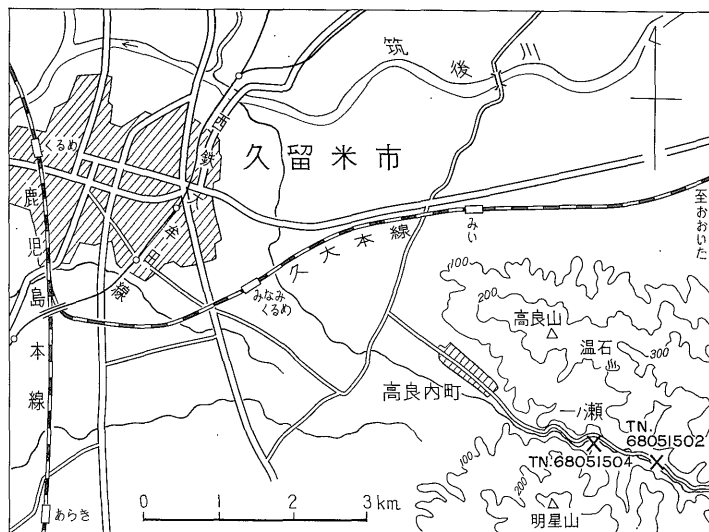 筑後川
久留米市
くるめ
鹿児島本線
西鉄大牟田線
久大本線
みい
至おおいた
みなみ
くるめ
高良内町
高良山
温石
一ノ瀬
明星山
あらき
100
200
300
100
200
TN.
68051502
TN.68051504
0 1 2 3 km